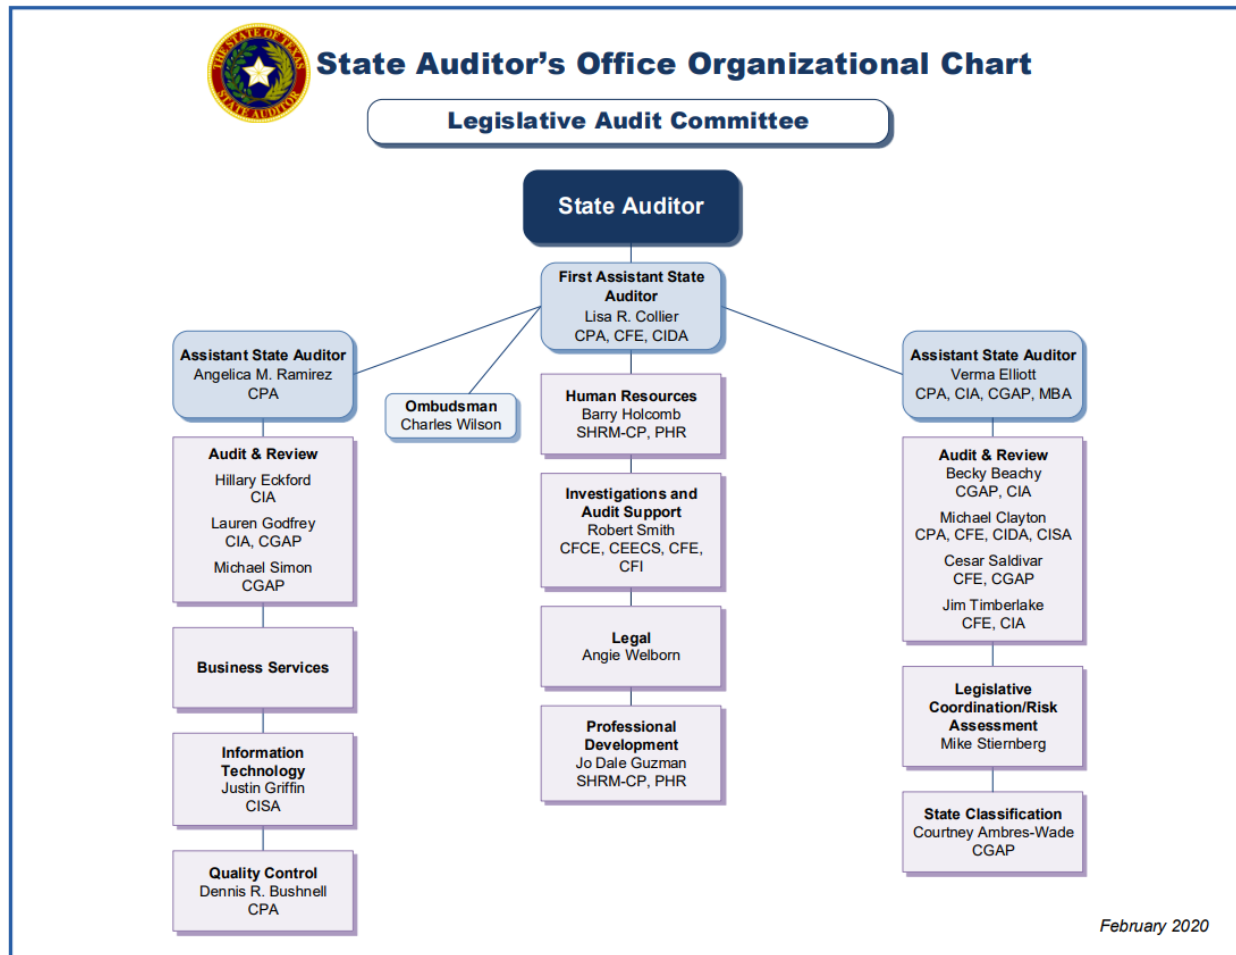 THE STATE OF TEXAS
STATE AUDITOR
State Auditor's Office Organizational Chart
Legislative Audit Committee
State Auditor
First Assistant State
Auditor
Lisa R. Collier
CPA, CFE, CIDA
Assistant State Auditor
Angelica M. Ramirez
CPA
Ombudsman
Charles Wilson
Assistant State Auditor
Verma Elliott
CPA, CIA, CGAP, MBA
Audit & Review
Hillary Eckford
CIA
Lauren Godfrey
CIA, CGAP
Michael Simon
CGAP
Business Services
Information
Technology
Justin Griffin
CISA
Quality Control
Dennis R. Bushnell
CPA
Human Resources
Barry Holcomb
SHRM-CP, PHR
Investigations and
Audit Support
Robert Smith
CFCE, CEECS, CFE,
CFI
Legal
Angie Welborn
Professional
Development
Jo Dale Guzman
SHRM-CP, PHR
Audit & Review
Becky Beachy
CGAP, CIA
Michael Clayton
CPA, CFE, CIDA, CISA
Cesar Saldivar
CFE, CGAP
Jim Timberlake
CFE, CIA
Legislative
Coordination/Risk
Assessment
Mike Stiernberg
State Classification
Courtney Ambres-Wade
CGAP
February 2020